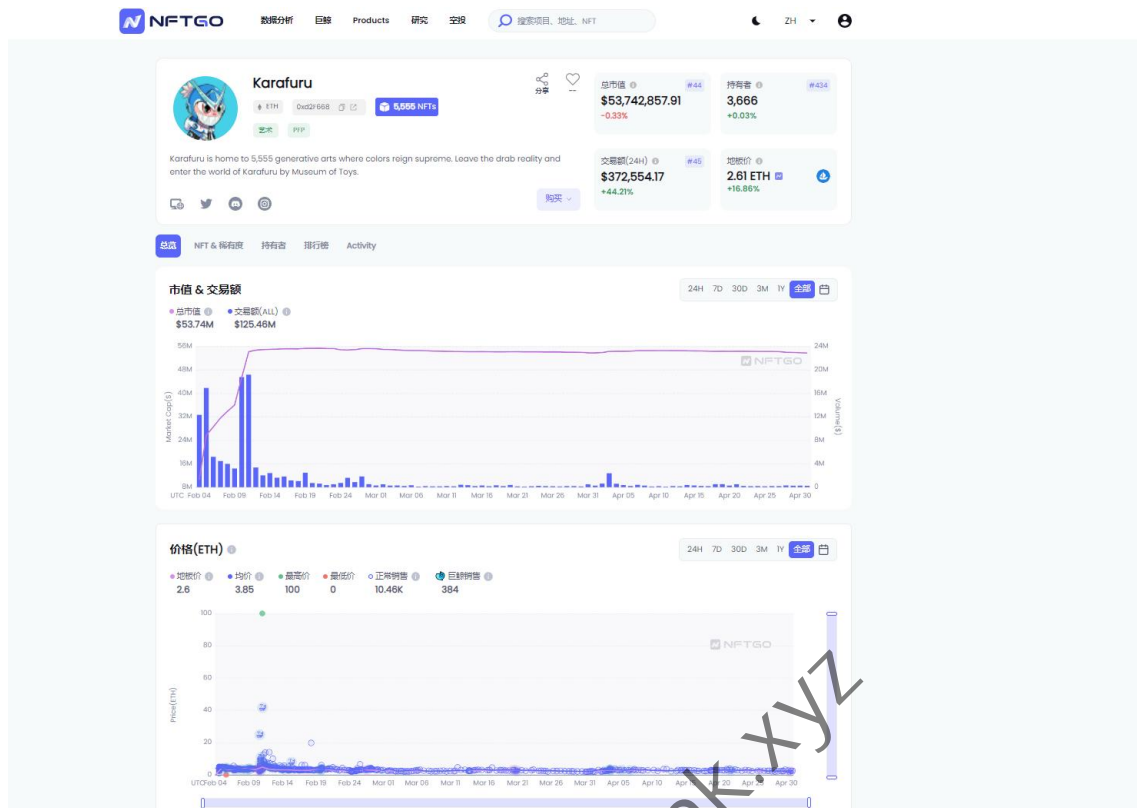 NFTGO 数据分析 巨鲸 Products 研究 空投 搜索项目、地址、NFT ZH
Karafuru
分享
ETH 0xd2f668 5,555 NFTs
艺术 PFP
Karafuru is home to 5,555 generative arts where colors reign supreme. Leave the drab reality and
enter the world of Karafuru by Museum of Toys.
购买
总市值 #44
$53,742,857.91
-0.33%
持有者 #434
3,666
+0.03%
交易额(24H) #45
$372,554.17
+44.21%
地板价
2.61 ETH
+16.86%
总览 NFT & 稀有度 持有者 排行榜 Activity
市值 & 交易额
24H 7D 30D 3M 1Y 全部
总市值 交易额(ALL)
$53.74M $125.46M
NFTGO
56M 24M
48M 20M
40M 16M
32M 12M
24M 8M
16M 4M
8M 0
Market Cap($)
Volume($)
UTC Feb 04 Feb 09 Feb 14 Feb 19 Feb 24 Mar 01 Mar 06 Mar 11 Mar 16 Mar 21 Mar 26 Mar 31 Apr 05 Apr 10 Apr 15 Apr 20 Apr 25 Apr 30
价格(ETH)
24H 7D 30D 3M 1Y 全部
地板价 均价 最高价 最低价 正常销售 巨鲸销售
2.6 3.85 100 0 10.46K 384
NFTGO
100
80
60
40
20
0
Price(ETH)
UTC Feb 04 Feb 09 Feb 14 Feb 19 Feb 24 Mar 01 Mar 06 Mar 11 Mar 16 Mar 21 Mar 26 Mar 31 Apr 05 Apr 10 Apr 15 Apr 20 Apr 25 Apr 30
k.xyz